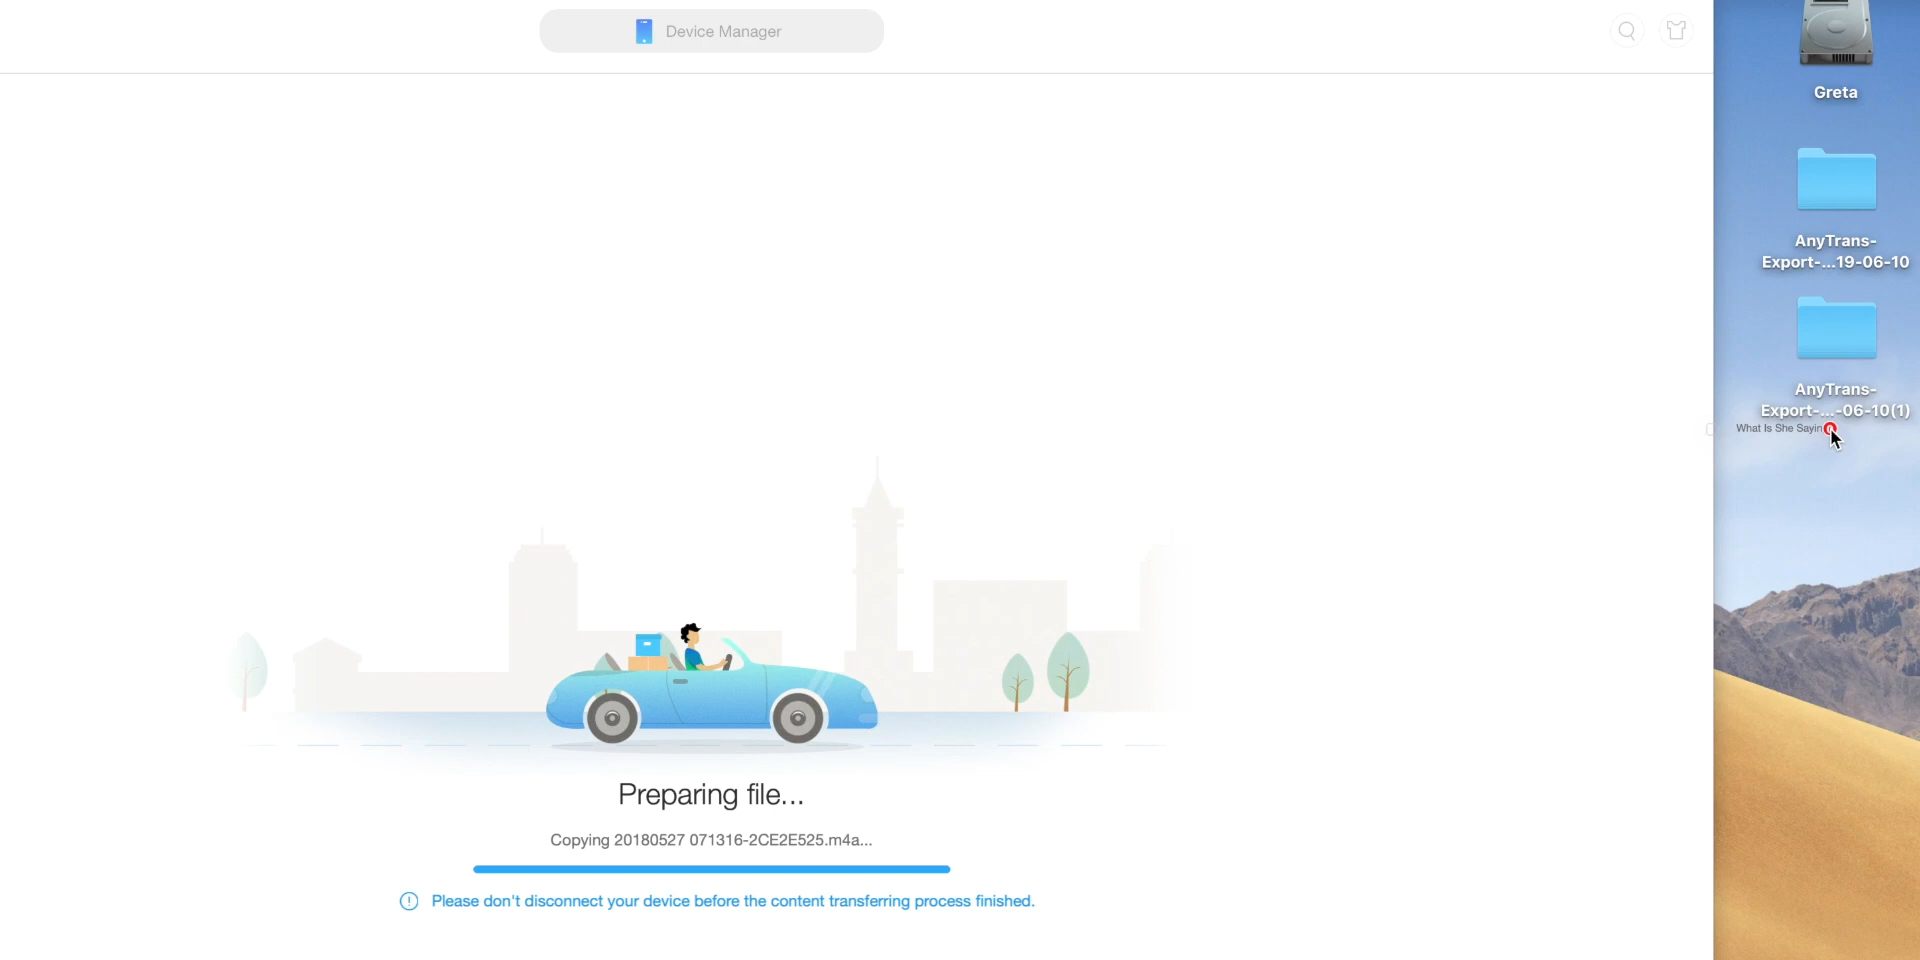 Device Manager
Greta
AnyTrans-
Export-...19-06-10
AnyTrans-
Export-...-06-10(1)
What Is She Sayin
Preparing file...
Copying 20180527 071316-2CE2E525.m4a...
Please don't disconnect your device before the content transferring process finished.